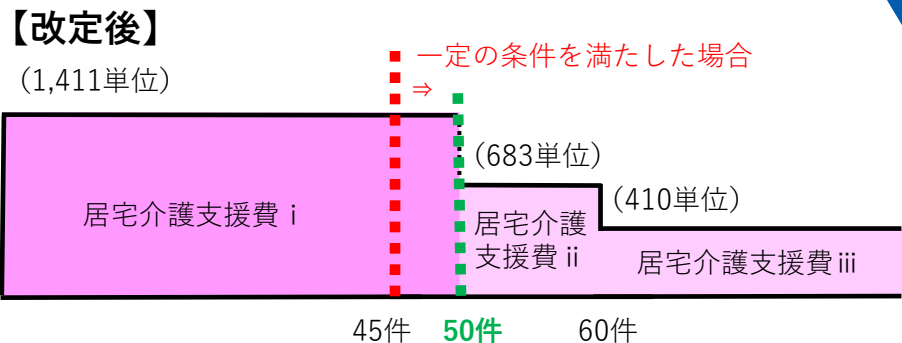 【改定後】
(1,411単位)
一定の条件を満たした場合
⇒
(683単位)
(410単位)
居宅介護支援費ⅰ
居宅介護
支援費ⅱ
居宅介護支援費ⅲ
45件 50件 60件